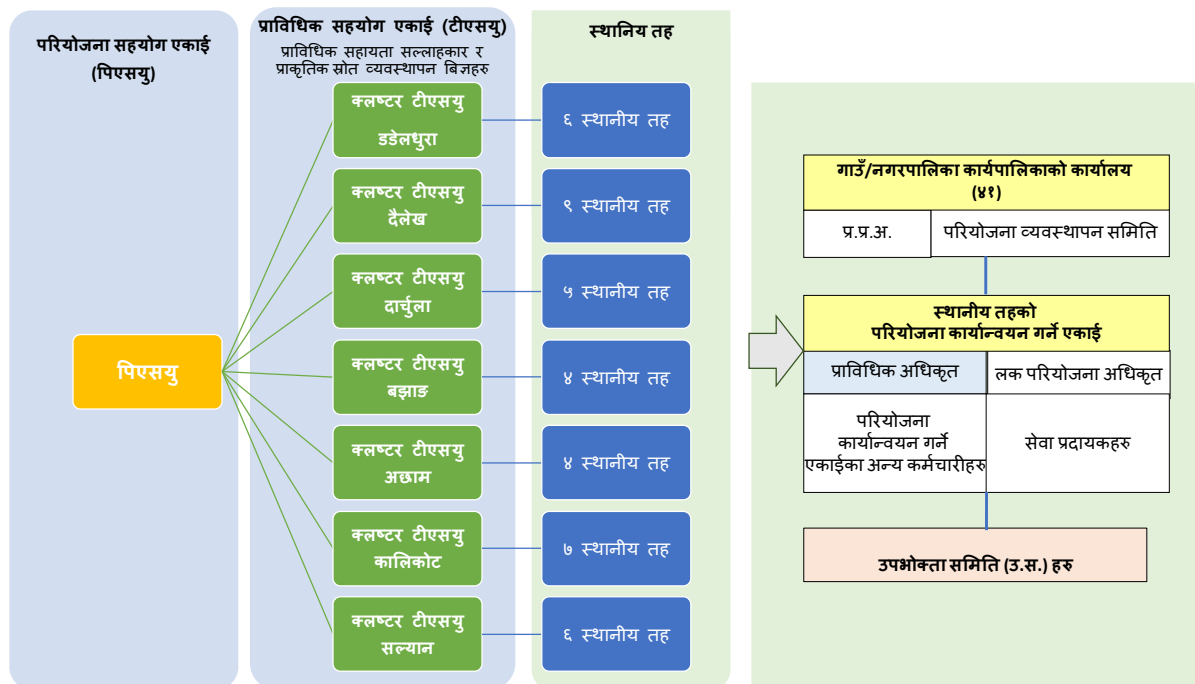 परियोजना सहयोग एकाई
(पिएसयु)
पिएसयु
प्राविधिक सहयोग एकाई (टीएसयु)
प्राविधिक सहायता सल्लाहकार र
प्राकृतिक स्रोत व्यवस्थापन बिज्ञहरु
क्लष्टर टीएसयु
डडेलधुरा
क्लष्टर टीएसयु
दैलेख
क्लष्टर टीएसयु
दार्चुला
क्लष्टर टीएसयु
बझाङ
क्लष्टर टीएसयु
अछाम
क्लष्टर टीएसयु
कालिकोट
क्लष्टर टीएसयु
सल्यान
स्थानिय तह
६ स्थानीय तह
९ स्थानीय तह
५ स्थानीय तह
४ स्थानीय तह
४ स्थानीय तह
७ स्थानीय तह
६ स्थानीय तह
गाउँ/नगरपालिका कार्यपालिकाको कार्यालय
(४१)
प्र.प्र.अ.
परियोजना व्यवस्थापन समिति
स्थानीय तहको
परियोजना कार्यान्वयन गर्ने एकाई
प्राविधिक अधिकृत
लक परियोजना अधिकृत
परियोजना
कार्यान्वयन गर्ने
एकाईका अन्य कर्मचारीहरु
सेवा प्रदायकहरु
उपभोक्ता समिति (उ.स.) हरु